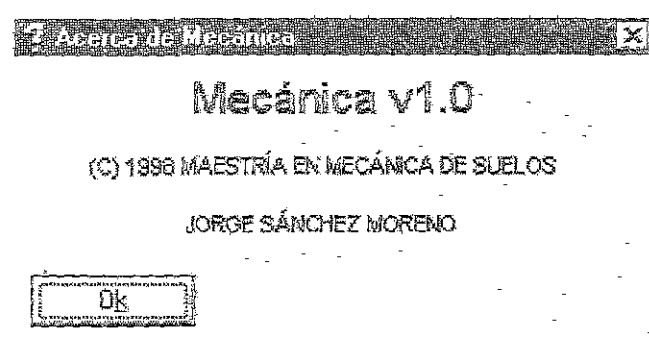 ? Acerca de Mecánica
Mecánica v1.0
(C) 1998 MAESTRÍA EN MECÁNICA DE SUELOS
JORGE SÁNCHEZ MORENO
Ok